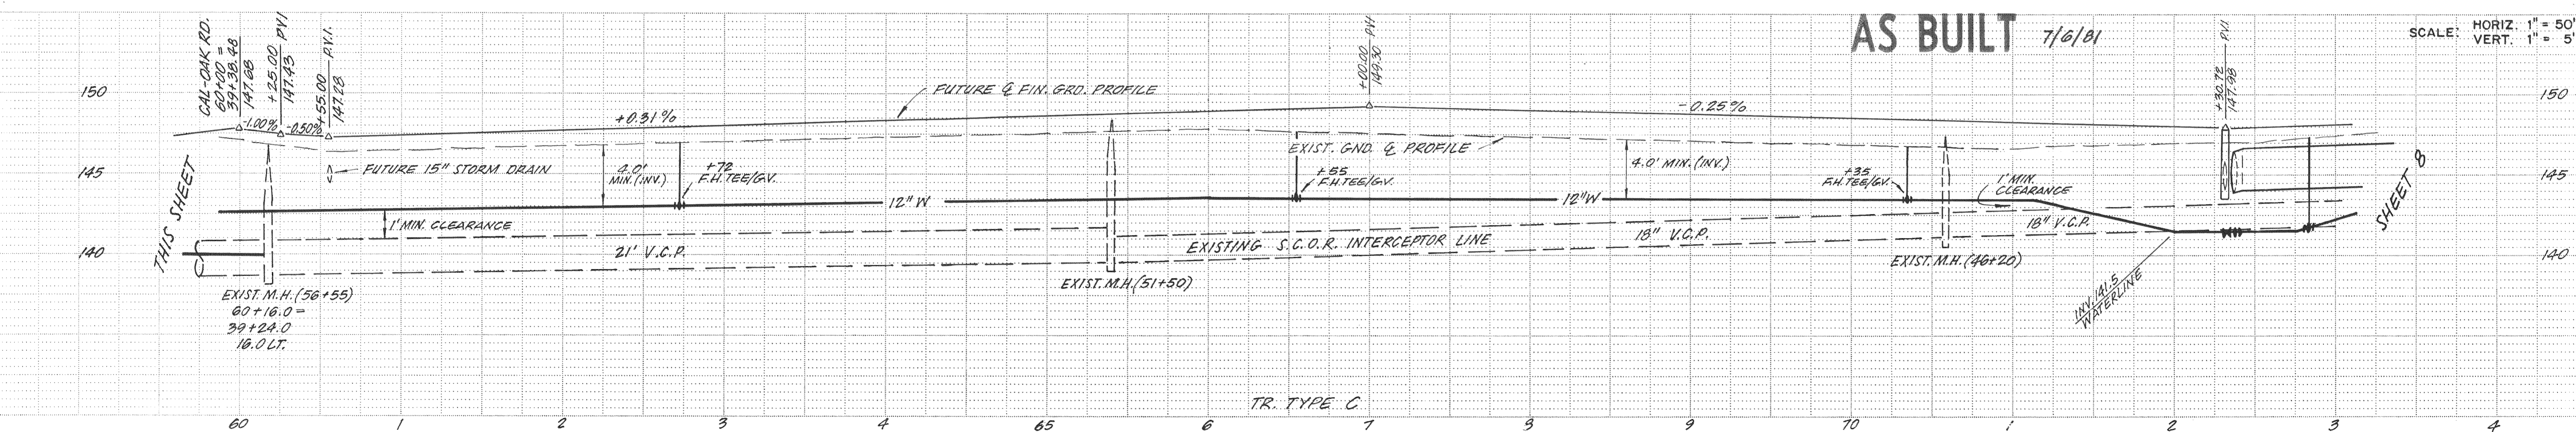 AS BUILT 7/6/81
SCALE: HORIZ. 1" = 50'
VERT. 1" = 5'
CAL-OAK RD.
60+00 =
39+38.48
147.68
+25.00 PVI
147.43
+55.00 P.V.I.
147.28
+00.00 PVI
149.30
+30.72 P.V.I.
147.98
150
FUTURE ℄ FIN. GRD. PROFILE
-0.25%
150
-1.00%
-0.50%
+0.31%
EXIST. GND. ℄ PROFILE
145
FUTURE 15" STORM DRAIN
4.0'
MIN. (INV.)
+72
F.H. TEE/G.V.
+55
F.H. TEE/G.V.
4.0' MIN. (INV.)
+35
F.H. TEE/G.V.
1' MIN.
CLEARANCE
145
THIS SHEET
SHEET 8
12" W
12" W
1' MIN. CLEARANCE
140
21' V.C.P.
EXISTING S.C.O.R. INTERCEPTOR LINE
18" V.C.P.
18" V.C.P.
140
EXIST. M.H. (56+55)
60+16.0 =
39+24.0
16.0 LT.
EXIST. M.H. (51+50)
EXIST. M.H. (46+20)
INV. 141.5
WATERLINE
TR. TYPE C
60 1 2 3 4 65 6 7 8 9 70 1 2 3 4